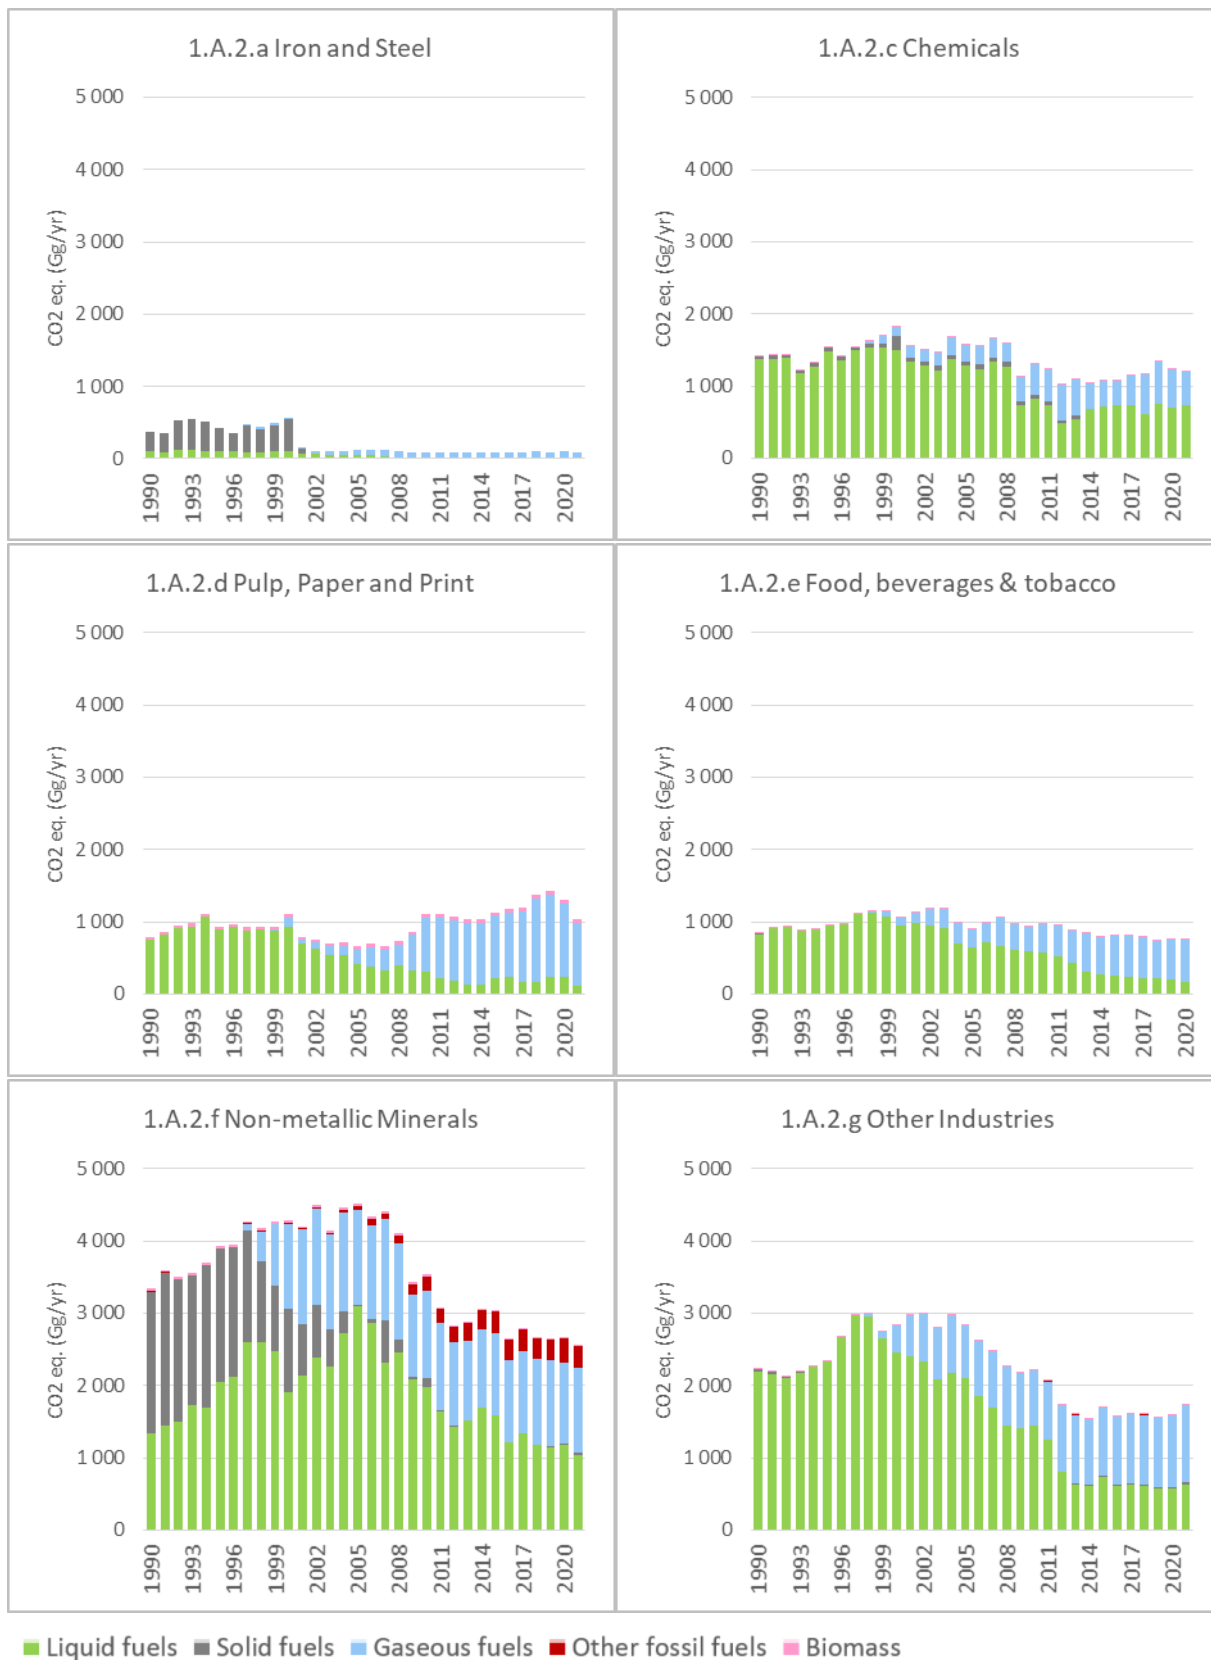 1.A.2.a Iron and Steel
CO2 eq. (Gg/yr)
5 000
4 000
3 000
2 000
1 000
0
1990 1993 1996 1999 2002 2005 2008 2011 2014 2017 2020
1.A.2.c Chemicals
CO2 eq. (Gg/yr)
5 000
4 000
3 000
2 000
1 000
0
1990 1993 1996 1999 2002 2005 2008 2011 2014 2017 2020
1.A.2.d Pulp, Paper and Print
CO2 eq. (Gg/yr)
5 000
4 000
3 000
2 000
1 000
0
1990 1993 1996 1999 2002 2005 2008 2011 2014 2017 2020
1.A.2.e Food, beverages & tobacco
CO2 eq. (Gg/yr)
5 000
4 000
3 000
2 000
1 000
0
1990 1993 1996 1999 2002 2005 2008 2011 2014 2017 2020
1.A.2.f Non-metallic Minerals
CO2 eq. (Gg/yr)
5 000
4 000
3 000
2 000
1 000
0
1990 1993 1996 1999 2002 2005 2008 2011 2014 2017 2020
1.A.2.g Other Industries
CO2 eq. (Gg/yr)
5 000
4 000
3 000
2 000
1 000
0
1990 1993 1996 1999 2002 2005 2008 2011 2014 2017 2020
Liquid fuels Solid fuels Gaseous fuels Other fossil fuels Biomass